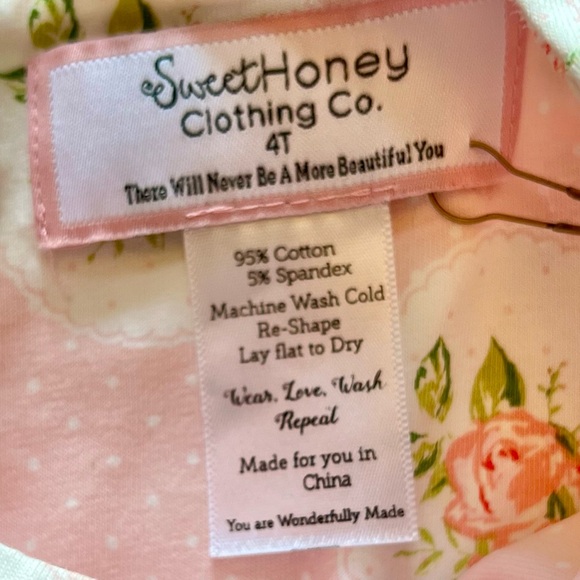 SweetHoney
Clothing Co.
4T
There Will Never Be A More Beautiful You
95% Cotton
5% Spandex
Machine Wash Cold
Re-Shape
Lay flat to Dry
Wear, Love, Wash
Repeal
Made for you in
China
You are Wonderfully Made